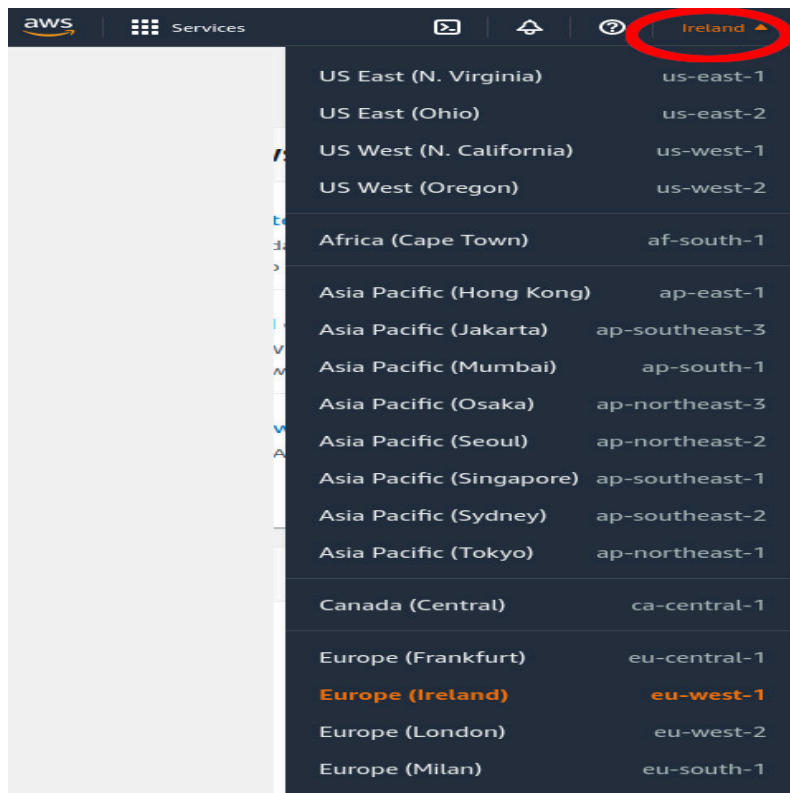 aws Services Ireland
US East (N. Virginia) us-east-1
US East (Ohio) us-east-2
US West (N. California) us-west-1
US West (Oregon) us-west-2
Africa (Cape Town) af-south-1
Asia Pacific (Hong Kong) ap-east-1
Asia Pacific (Jakarta) ap-southeast-3
Asia Pacific (Mumbai) ap-south-1
Asia Pacific (Osaka) ap-northeast-3
Asia Pacific (Seoul) ap-northeast-2
Asia Pacific (Singapore) ap-southeast-1
Asia Pacific (Sydney) ap-southeast-2
Asia Pacific (Tokyo) ap-northeast-1
Canada (Central) ca-central-1
Europe (Frankfurt) eu-central-1
Europe (Ireland) eu-west-1
Europe (London) eu-west-2
Europe (Milan) eu-south-1